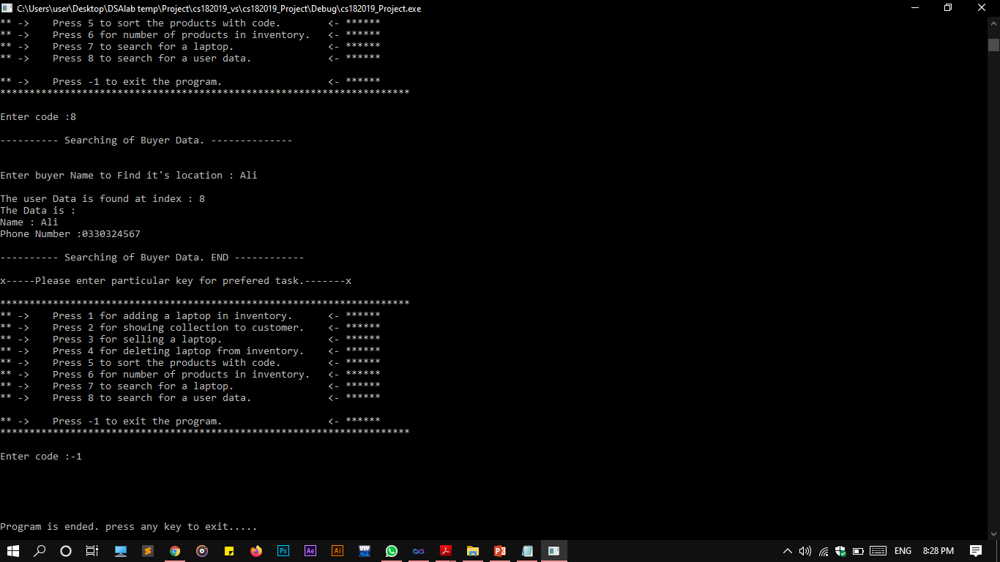 C:\Users\user\Desktop\DSAlab temp\Project\cs182019_vs\cs182019_Project\Debug\cs182019_Project.exe
** ->    Press 5 to sort the products with code.        <- ******
** ->    Press 6 for number of products in inventory.   <- ******
** ->    Press 7 to search for a laptop.                <- ******
** ->    Press 8 to search for a user data.             <- ******
** ->    Press -1 to exit the program.                  <- ******
**********************************************************************
Enter code :8
---------- Searching of Buyer Data. --------------
Enter buyer Name to Find it's location : Ali
The user Data is found at index : 8
The Data is :
Name : Ali
Phone Number :0330324567
---------- Searching of Buyer Data. END ------------
x-----Please enter particular key for prefered task.-------x
**********************************************************************
** ->    Press 1 for adding a laptop in inventory.      <- ******
** ->    Press 2 for showing collection to customer.    <- ******
** ->    Press 3 for selling a laptop.                  <- ******
** ->    Press 4 for deleting laptop from inventory.    <- ******
** ->    Press 5 to sort the products with code.        <- ******
** ->    Press 6 for number of products in inventory.   <- ******
** ->    Press 7 to search for a laptop.                <- ******
** ->    Press 8 to search for a user data.             <- ******
** ->    Press -1 to exit the program.                  <- ******
**********************************************************************
Enter code :-1
Program is ended. press any key to exit.....
Ps Ae Ai ENG 8:28 PM